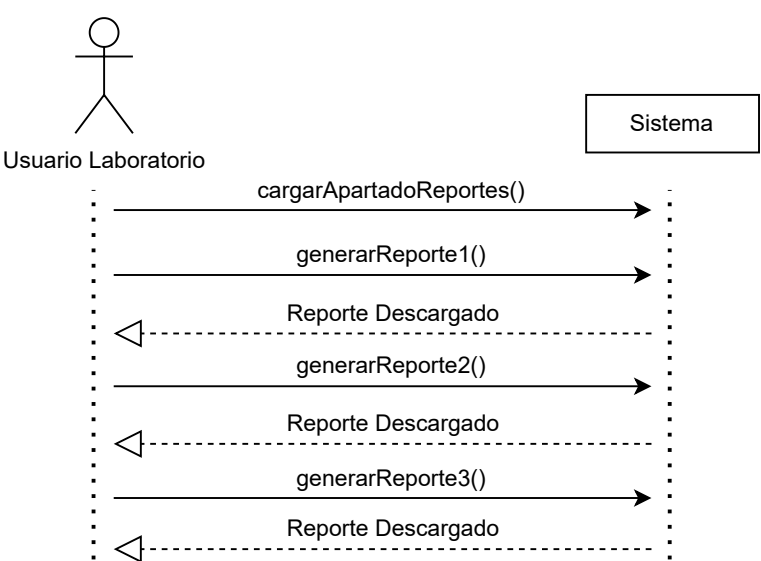 Usuario Laboratorio
Sistema
cargarApartadoReportes()
generarReporte1()
Reporte Descargado
generarReporte2()
Reporte Descargado
generarReporte3()
Reporte Descargado